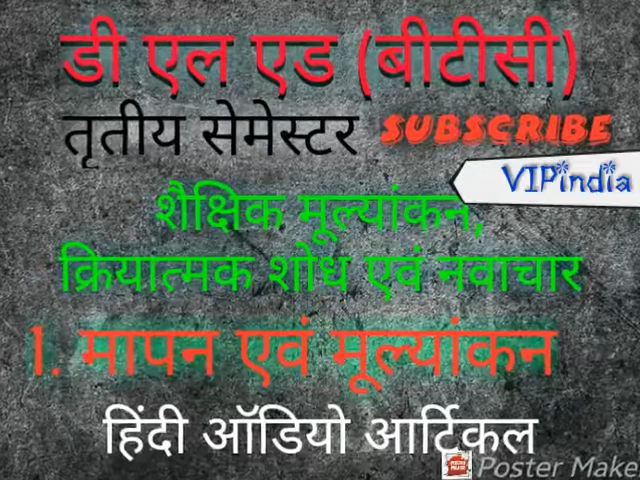 डी एल एड (बीटीसी)
तृतीय सेमेस्टर SUBSCRIBE
VIPindia
शैक्षिक मूल्यांकन,
क्रियात्मक शोध एवं नवाचार
1. मापन एवं मूल्यांकन
हिंदी ऑडियो आर्टिकल
Poster Make